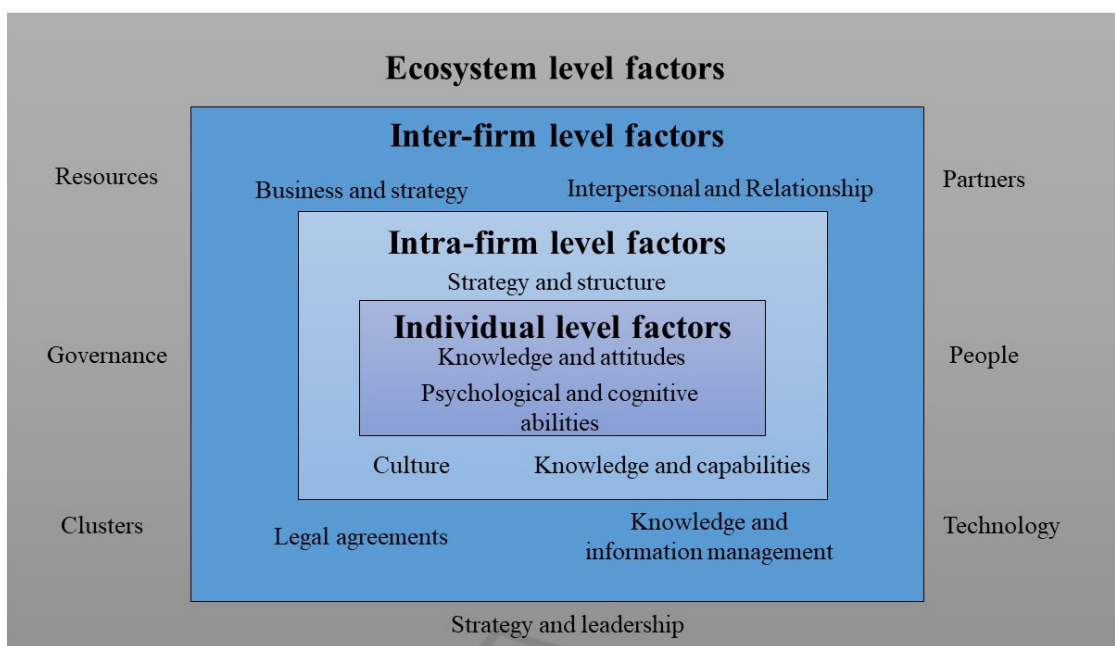 Ecosystem level factors
Inter-firm level factors
Resources
Business and strategy
Interpersonal and Relationship
Partners
Intra-firm level factors
Strategy and structure
Individual level factors
Knowledge and attitudes
Psychological and cognitive
abilities
Governance
People
Culture
Knowledge and capabilities
Clusters
Legal agreements
Knowledge and
information management
Technology
Strategy and leadership